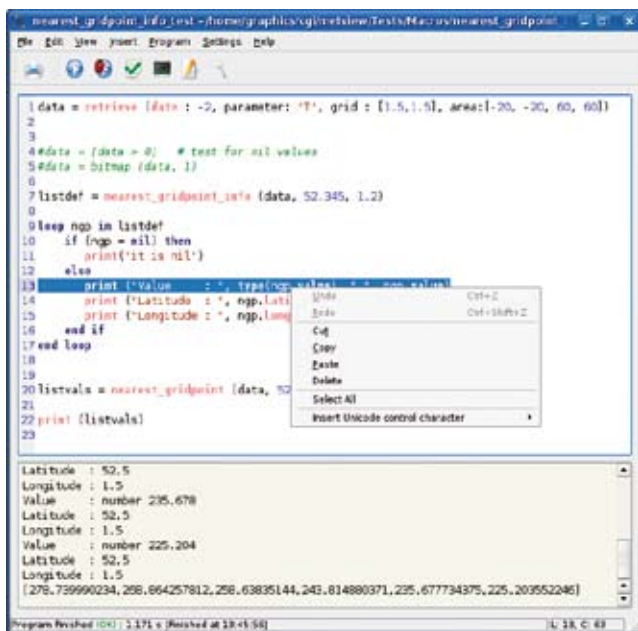 nearest_gridpoint_info_test - /home/graphics/cgi/metview/Tests/Macros/nearest_gridpoint
File Edit View Insert Program Settings Help
1 data = retrieve (date : -2, parameter: 'T', grid : [1.5,1.5], area:[-20, -20, 60, 60])
2
3
4 #data = (data > 0) # test for nil values
5 #data = bitmap (data, 1)
6
7 listdef = nearest_gridpoint_info (data, 52.345, 1.2)
8
9 loop ngp in listdef
10 if (ngp = nil) then
11 print('it is nil')
12 else
13 print ('Value : ', type(ngp.value), " ", ngp.value)
14 print ('Latitude : ', ngp.lati
15 print ('Longitude : ', ngp.long
16 end if
17 end loop
18
19
20 listvals = nearest_gridpoint (data, 52
21
22 print (listvals)
23
Undo Ctrl+Z
Redo Ctrl+Shift+Z
Cut
Copy
Paste
Delete
Select All
Insert Unicode control character
Latitude : 52.5
Longitude : 1.5
Value : number 235.678
Latitude : 52.5
Longitude : 1.5
Value : number 225.204
Latitude : 52.5
Longitude : 1.5
[278.739990234,268.864257812,258.63835144,243.814880371,235.677734375,225.203552246]
Program finished (OK) : 1.171 s (Finished at 13:45:56)
L: 13, C: 63